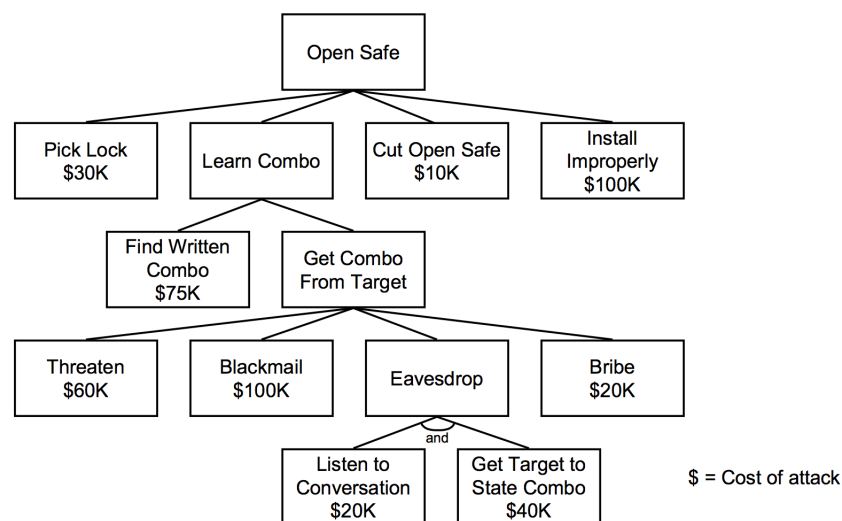 Open Safe
Pick Lock
$30K
Learn Combo
Cut Open Safe
$10K
Install
Improperly
$100K
Find Written
Combo
$75K
Get Combo
From Target
Threaten
$60K
Blackmail
$100K
Eavesdrop
Bribe
$20K
and
Listen to
Conversation
$20K
Get Target to
State Combo
$40K
$ = Cost of attack